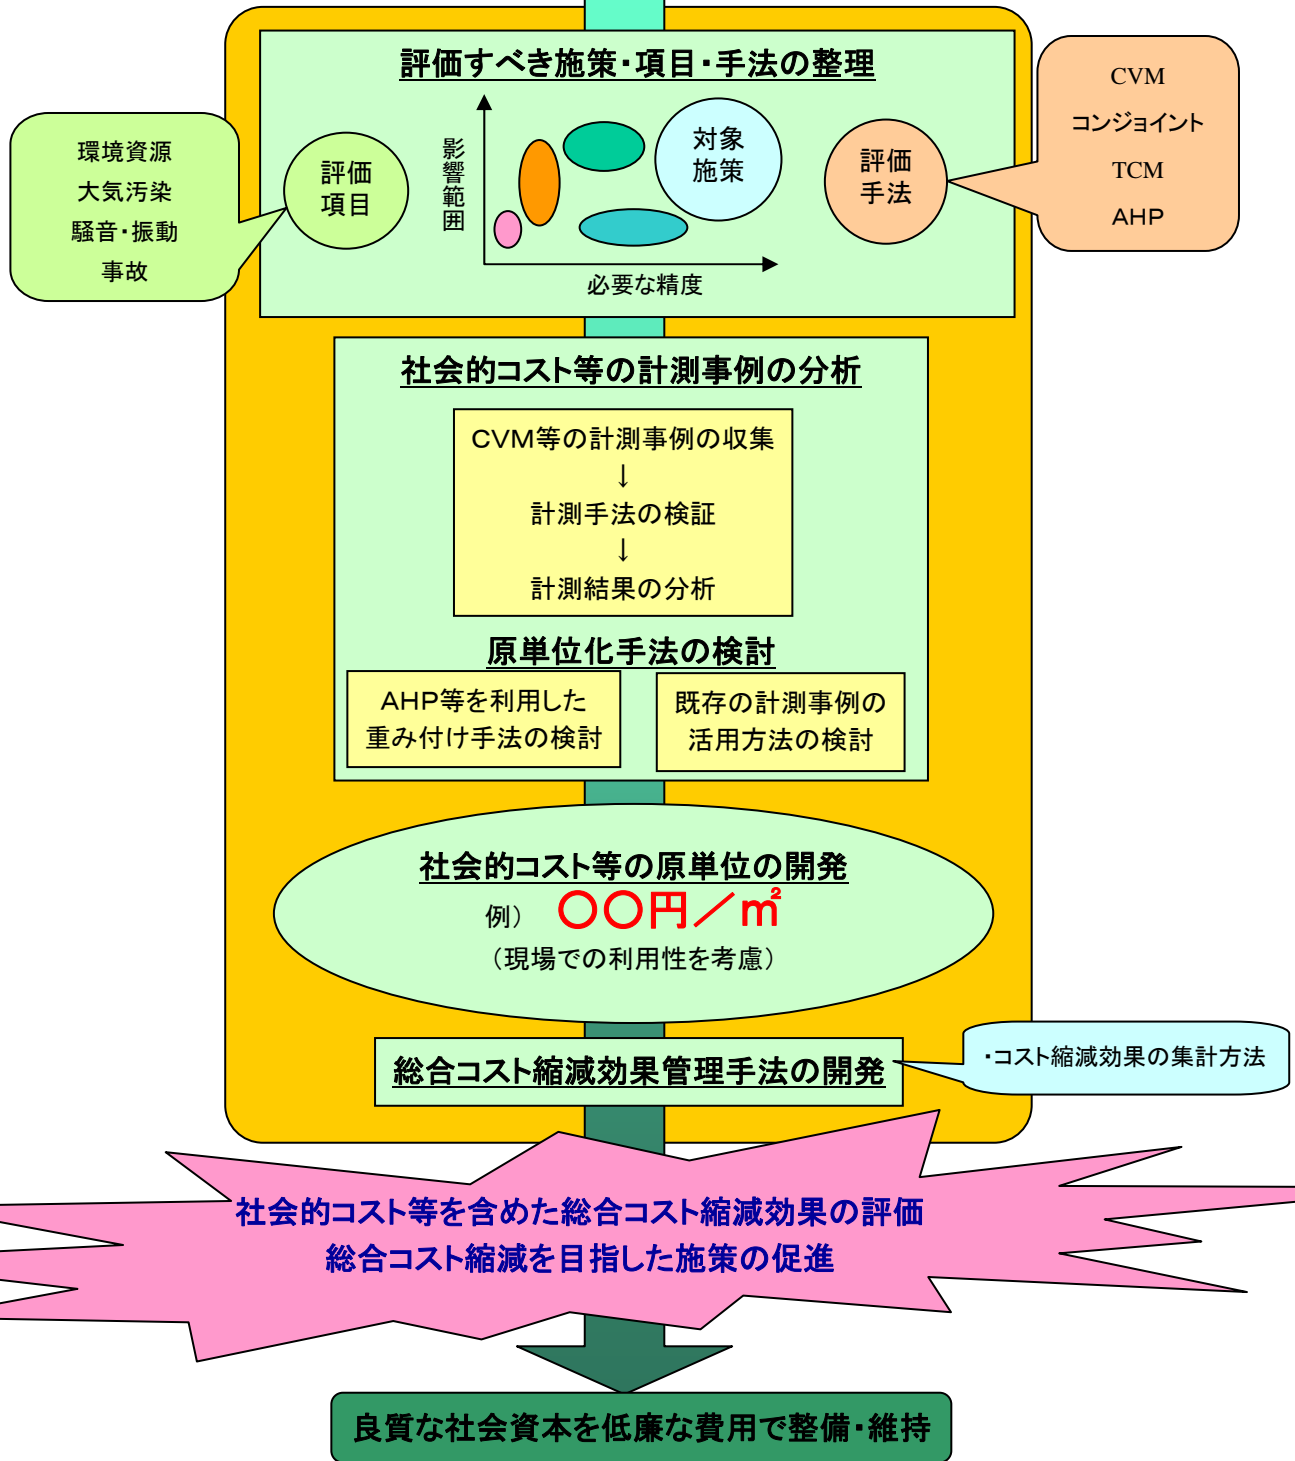 評価すべき施策・項目・手法の整理
環境資源
大気汚染
騒音・振動
事故
評価
項目
影響範囲
必要な精度
対象
施策
評価
手法
CVM
コンジョイント
TCM
AHP
社会的コスト等の計測事例の分析
CVM等の計測事例の収集
↓
計測手法の検証
↓
計測結果の分析
原単位化手法の検討
AHP等を利用した
重み付け手法の検討
既存の計測事例の
活用方法の検討
社会的コスト等の原単位の開発
例） 〇〇円／㎡
（現場での利用性を考慮）
総合コスト縮減効果管理手法の開発
・コスト縮減効果の集計方法
社会的コスト等を含めた総合コスト縮減効果の評価
総合コスト縮減を目指した施策の促進
良質な社会資本を低廉な費用で整備・維持